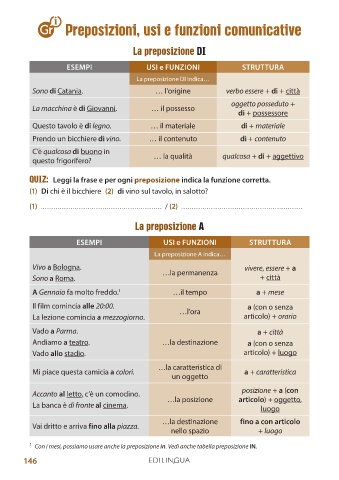 Gr 1 Preposizioni, usi e funzioni comunicative
La preposizione DI
ESEMPI USI e FUNZIONI STRUTTURA
La preposizione DI indica…
Sono di Catania. … l'origine verbo essere + di + città
La macchina è di Giovanni. … il possesso oggetto posseduto +
di + possessore
Questo tavolo è di legno. … il materiale di + materiale
Prendo un bicchiere di vino. … il contenuto di + contenuto
C'è qualcosa di buono in
questo frigorifero? … la qualità qualcosa + di + aggettivo
QUIZ: Leggi la frase e per ogni preposizione indica la funzione corretta.
(1) Di chi è il bicchiere (2) di vino sul tavolo, in salotto?
(1) ........................................................ / (2) ........................................................
La preposizione A
ESEMPI USI e FUNZIONI STRUTTURA
La preposizione A indica…
Vivo a Bologna.
Sono a Roma. …la permanenza vivere, essere + a
+ città
A Gennaio fa molto freddo.¹ …il tempo a + mese
Il film comincia alle 20:00.
La lezione comincia a mezzogiorno. …l'ora a (con o senza
articolo) + orario
Vado a Parma.
Andiamo a teatro.
Vado allo stadio. …la destinazione a + città
a (con o senza
articolo) + luogo
Mi piace questa camicia a colori. …la caratteristica di
un oggetto a + caratteristica
Accanto al letto, c'è un comodino.
La banca è di fronte al cinema. …la posizione posizione + a (con
articolo) + oggetto,
luogo
Vai dritto e arriva fino alla piazza. …la destinazione
nello spazio fino a con articolo
+ luogo
¹ Con i mesi, possiamo usare anche la preposizione in. Vedi anche tabella preposizione IN.
146 EDILINGUA